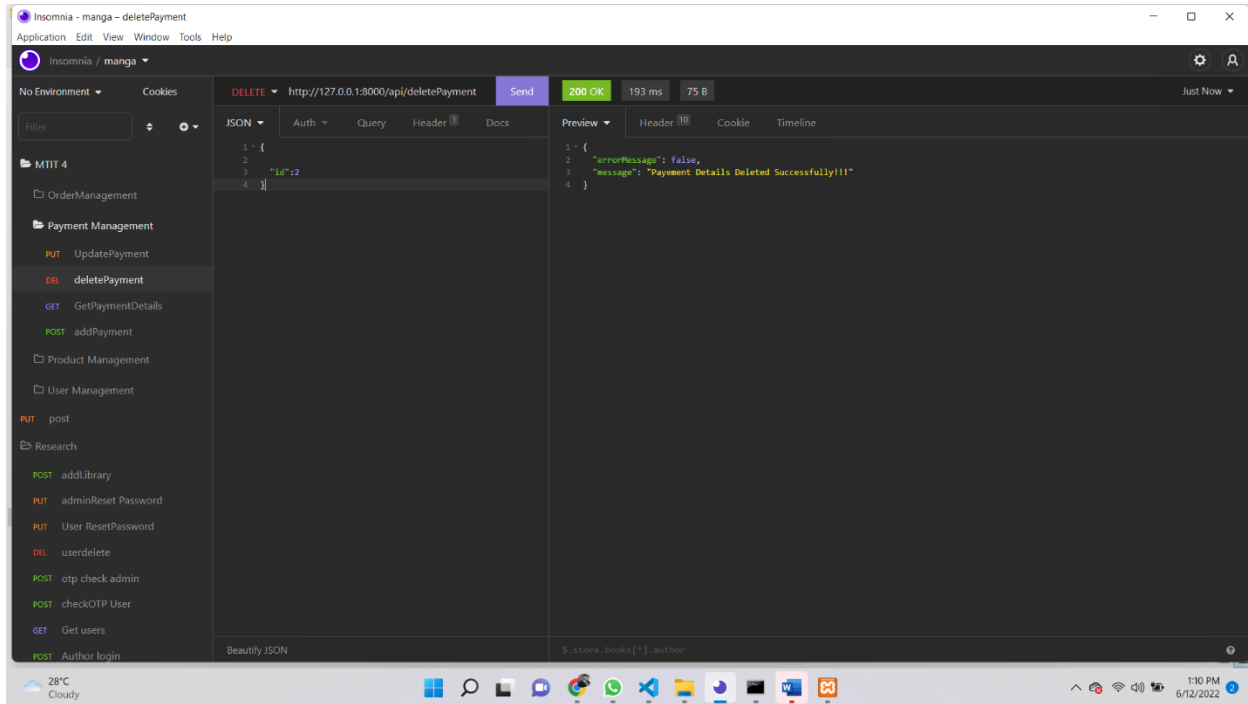 Insomnia - manga – deletePayment
Application Edit View Window Tools Help
Insomnia / manga
No Environment Cookies
DELETE http://127.0.0.1:8000/api/deletePayment Send
200 OK 193 ms 75 B Just Now
Filter
JSON Auth Query Header 1 Docs
Preview Header 10 Cookie Timeline
1 {
2
3 "id":2
4 }
1 {
2 "errorMessage": false,
3 "message": "Payement Details Deleted Successfully!!!"
4 }
MTIT 4
OrderManagement
Payment Management
PUT UpdatePayment
DEL deletePayment
GET GetPaymentDetails
POST addPayment
Product Management
User Management
PUT post
Research
POST addLibrary
PUT adminReset Password
PUT User ResetPassword
DEL userdelete
POST otp check admin
POST checkOTP User
GET Get users
POST Author login
Beautify JSON
$.store.books[*].author
28°C
Cloudy
1:10 PM
6/12/2022
2